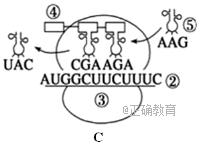 ④ ⑤
UAC CGAAGA AAG
AUGGCUUCUUUC ②
③
@正确教育
C